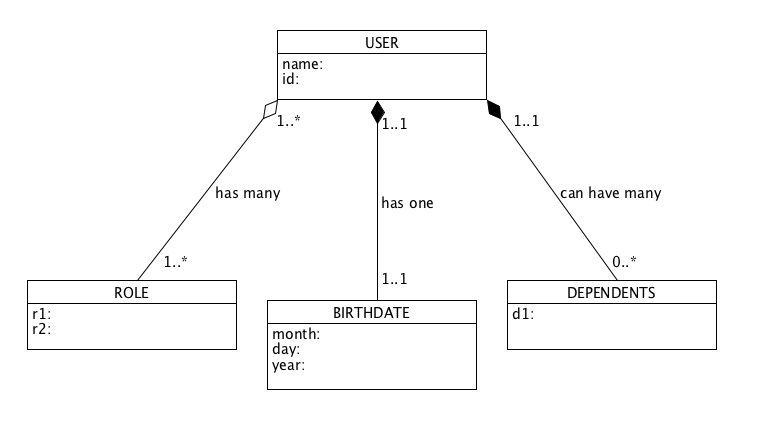 USER
name:
id:
1..*
1..1
1..1
has many
has one
can have many
1..*
1..1
0..*
ROLE
r1:
r2:
BIRTHDATE
month:
day:
year:
DEPENDENTS
d1: